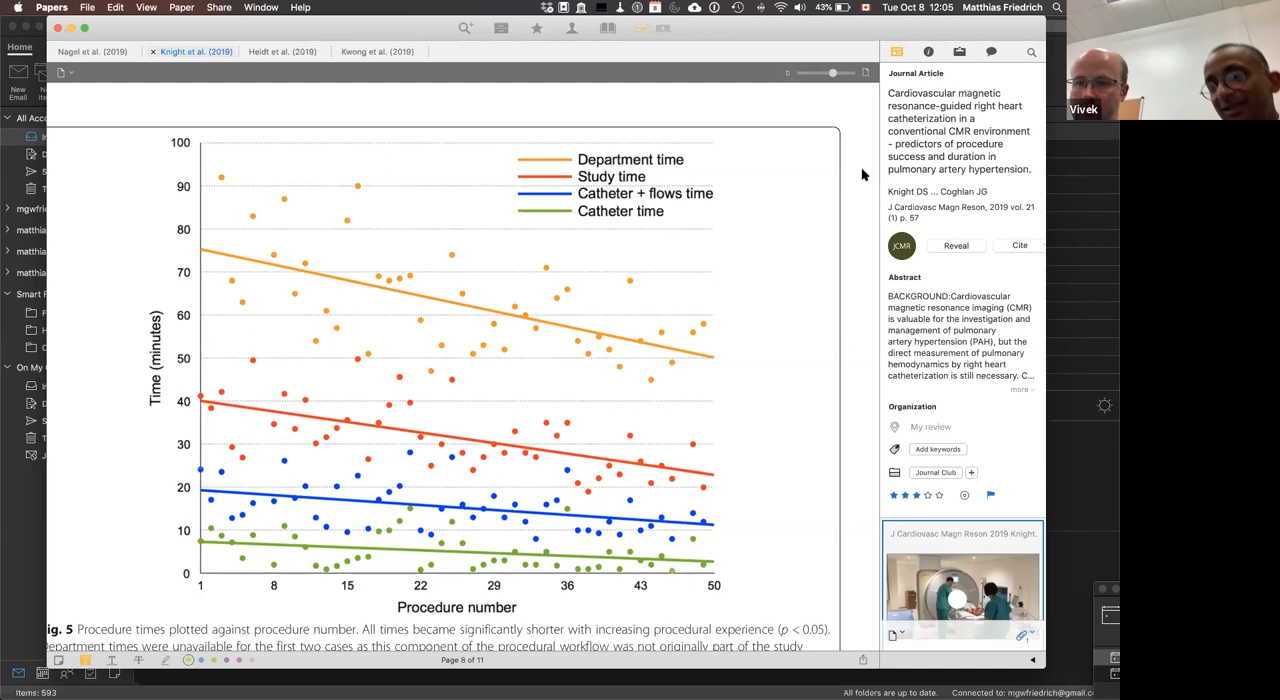 Papers File Edit View Paper Share Window Help
43% Tue Oct 8 12:05 Matthias Friedrich
Home
New
Email
All Acco
mgwfrie
matthia
matthia
matthia
Smart F
On My
Items: 593
Nagel et al. (2019)
× Knight et al. (2019)
Heidt et al. (2019)
Kwong et al. (2019)
100
90
80
70
60
50
40
30
20
10
0
Time (minutes)
Department time
Study time
Catheter + flows time
Catheter time
1 8 15 22 29 36 43 50
Procedure number
ig. 5 Procedure times plotted against procedure number. All times became significantly shorter with increasing procedural experience (p < 0.05).
epartment times were unavailable for the first two cases as this component of the procedural workflow was not originally part of the study
Page 8 of 11
Journal Article
Cardiovascular magnetic
resonance-guided right heart
catheterization in a
conventional CMR environment
- predictors of procedure
success and duration in
pulmonary artery hypertension.
Knight DS ... Coghlan JG
J Cardiovasc Magn Reson, 2019 vol. 21
(1) p. 57
JCMR
Reveal
Cite
Abstract
BACKGROUND:Cardiovascular
magnetic resonance imaging (CMR)
is valuable for the investigation and
management of pulmonary
artery hypertension (PAH), but the
direct measurement of pulmonary
hemodynamics by right heart
catheterization is still necessary. C...
more
Organization
My review
Add keywords
Journal Club +
J Cardiovasc Magn Reson 2019 Knight.
Vivek
All folders are up to date. Connected to: mgwfriedrich@gmail.c